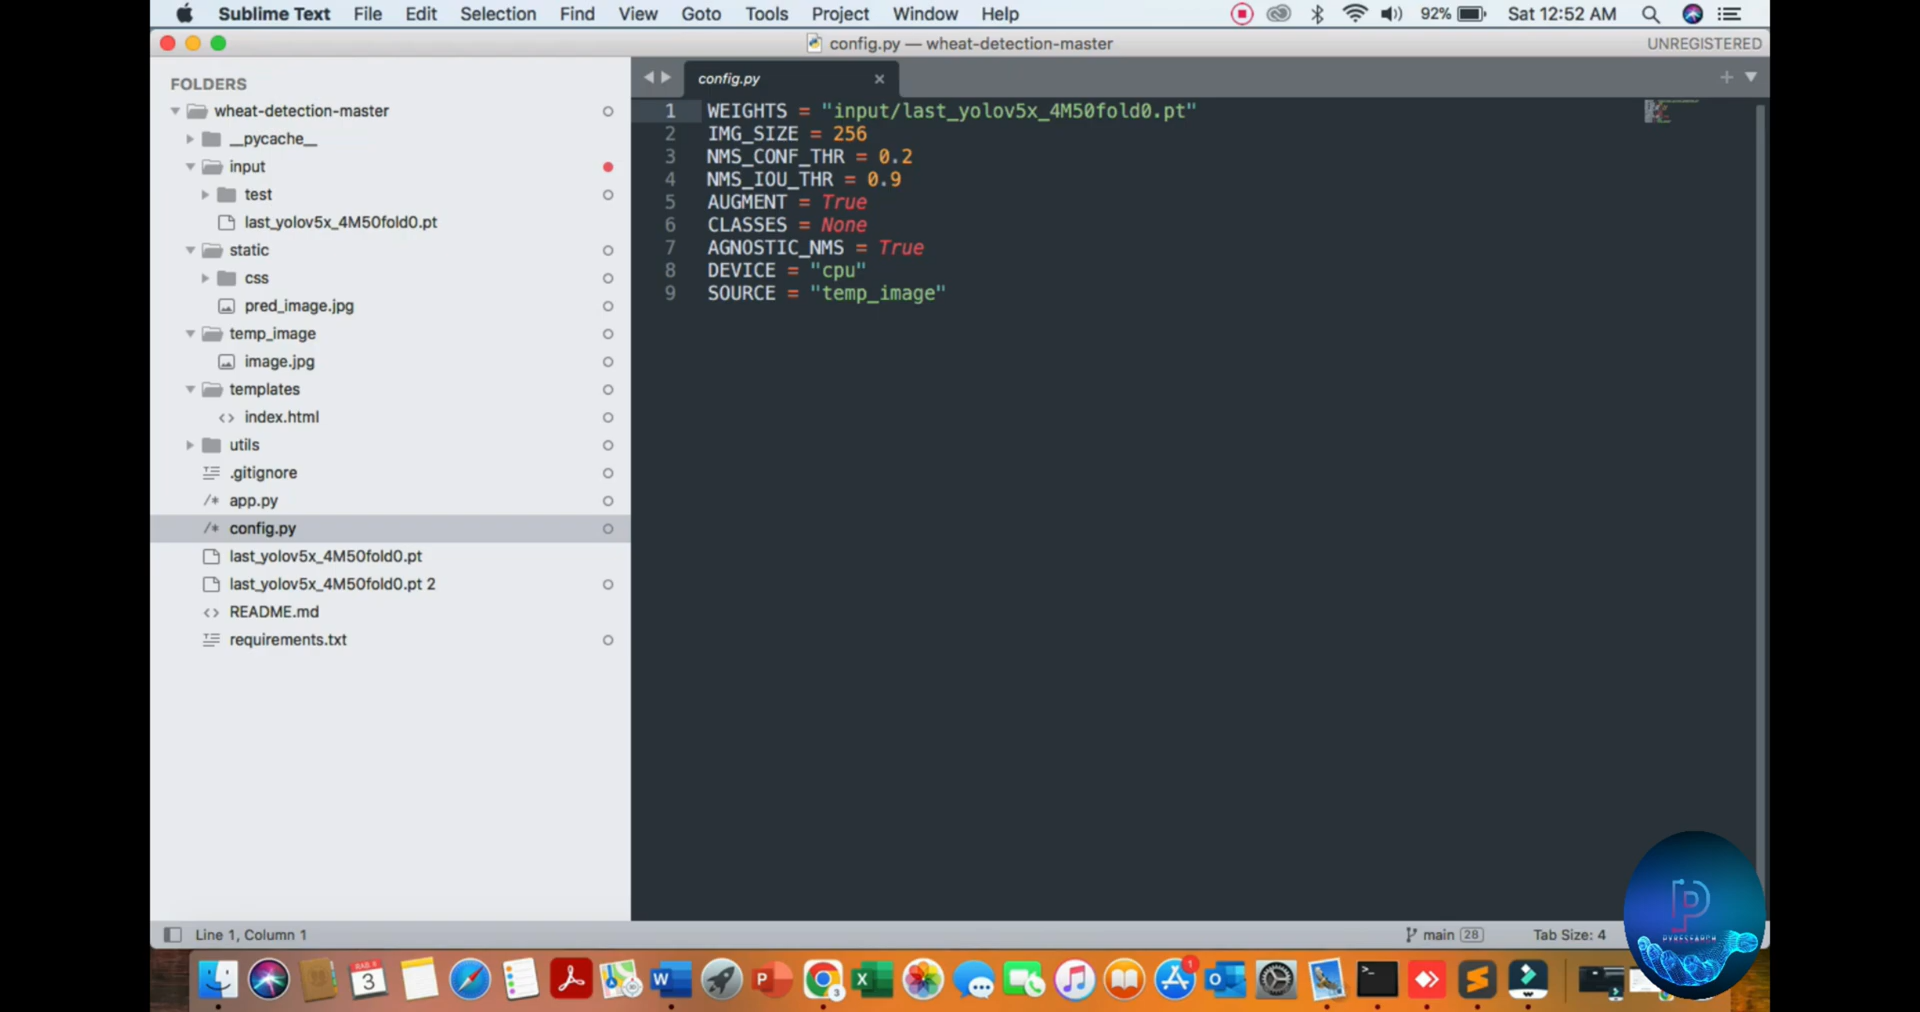 Sublime Text File Edit Selection Find View Goto Tools Project Window Help 92% Sat 12:52 AM
config.py — wheat-detection-master UNREGISTERED
FOLDERS
wheat-detection-master
__pycache__
input
test
last_yolov5x_4M50fold0.pt
static
css
pred_image.jpg
temp_image
image.jpg
templates
index.html
utils
.gitignore
app.py
config.py
last_yolov5x_4M50fold0.pt
last_yolov5x_4M50fold0.pt 2
README.md
requirements.txt
config.py
1 WEIGHTS = "input/last_yolov5x_4M50fold0.pt"
2 IMG_SIZE = 256
3 NMS_CONF_THR = 0.2
4 NMS_IOU_THR = 0.9
5 AUGMENT = True
6 CLASSES = None
7 AGNOSTIC_NMS = True
8 DEVICE = "cpu"
9 SOURCE = "temp_image"
Line 1, Column 1 main 28 Tab Size: 4
PYRESEARCH
3
W
P
3
X
1